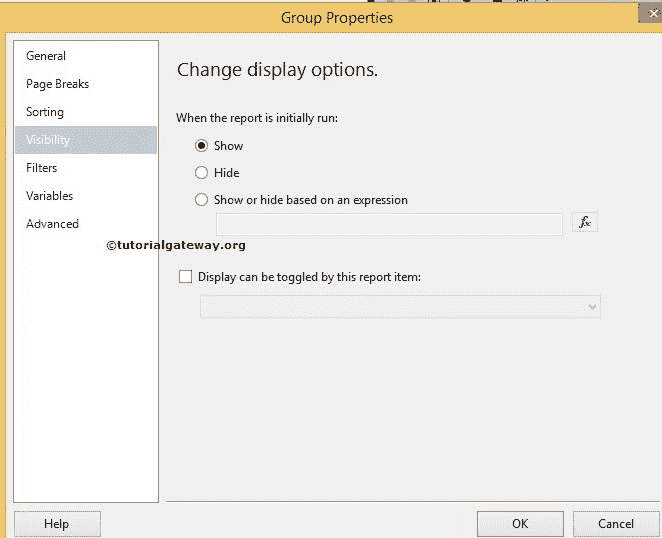 Group Properties
General
Page Breaks
Sorting
Visibility
Filters
Variables
Advanced
Change display options.
When the report is initially run:
Show
Hide
Show or hide based on an expression
fx
©tutorialgateway.org
Display can be toggled by this report item:
Help
OK
Cancel